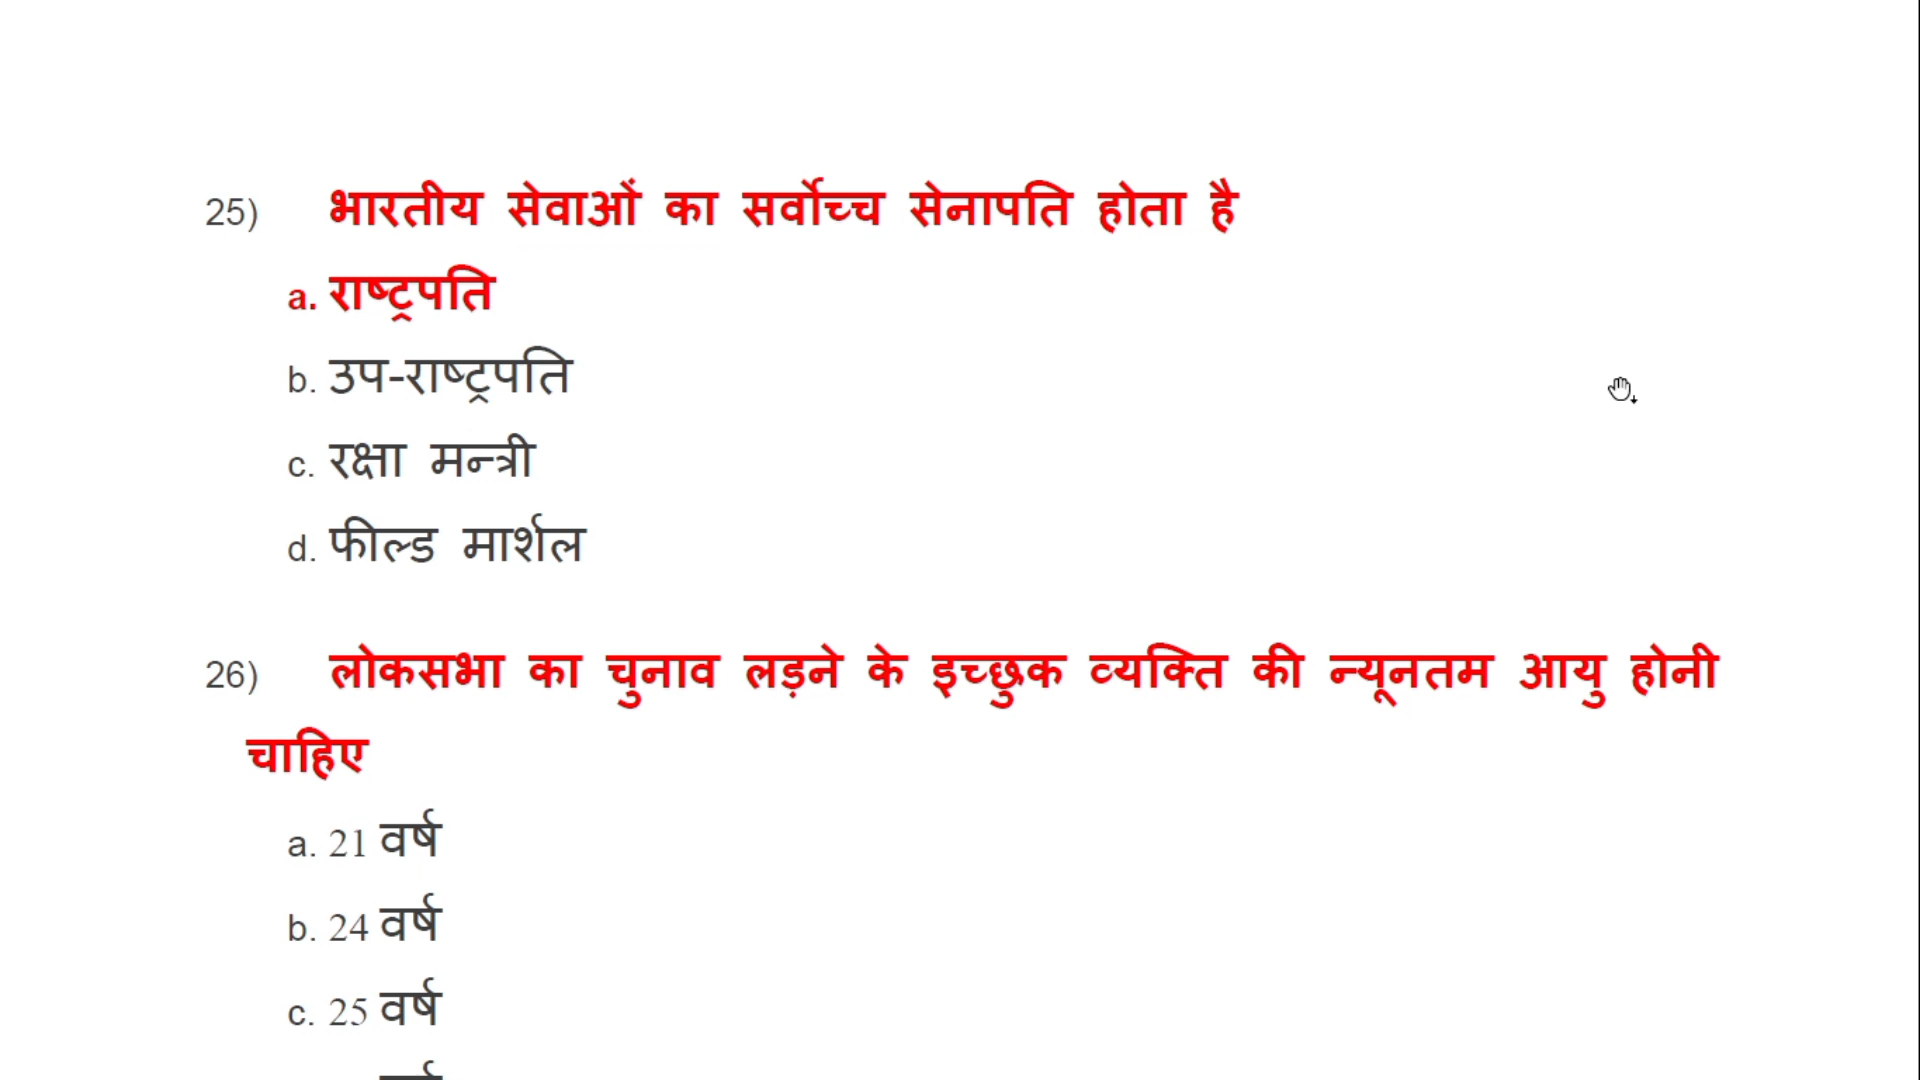 25) भारतीय सेवाओं का सर्वोच्च सेनापति होता है
a. राष्ट्रपति
b. उप-राष्ट्रपति
c. रक्षा मन्त्री
d. फील्ड मार्शल
26) लोकसभा का चुनाव लड़ने के इच्छुक व्यक्ति की न्यूनतम आयु होनी
चाहिए
a. 21 वर्ष
b. 24 वर्ष
c. 25 वर्ष